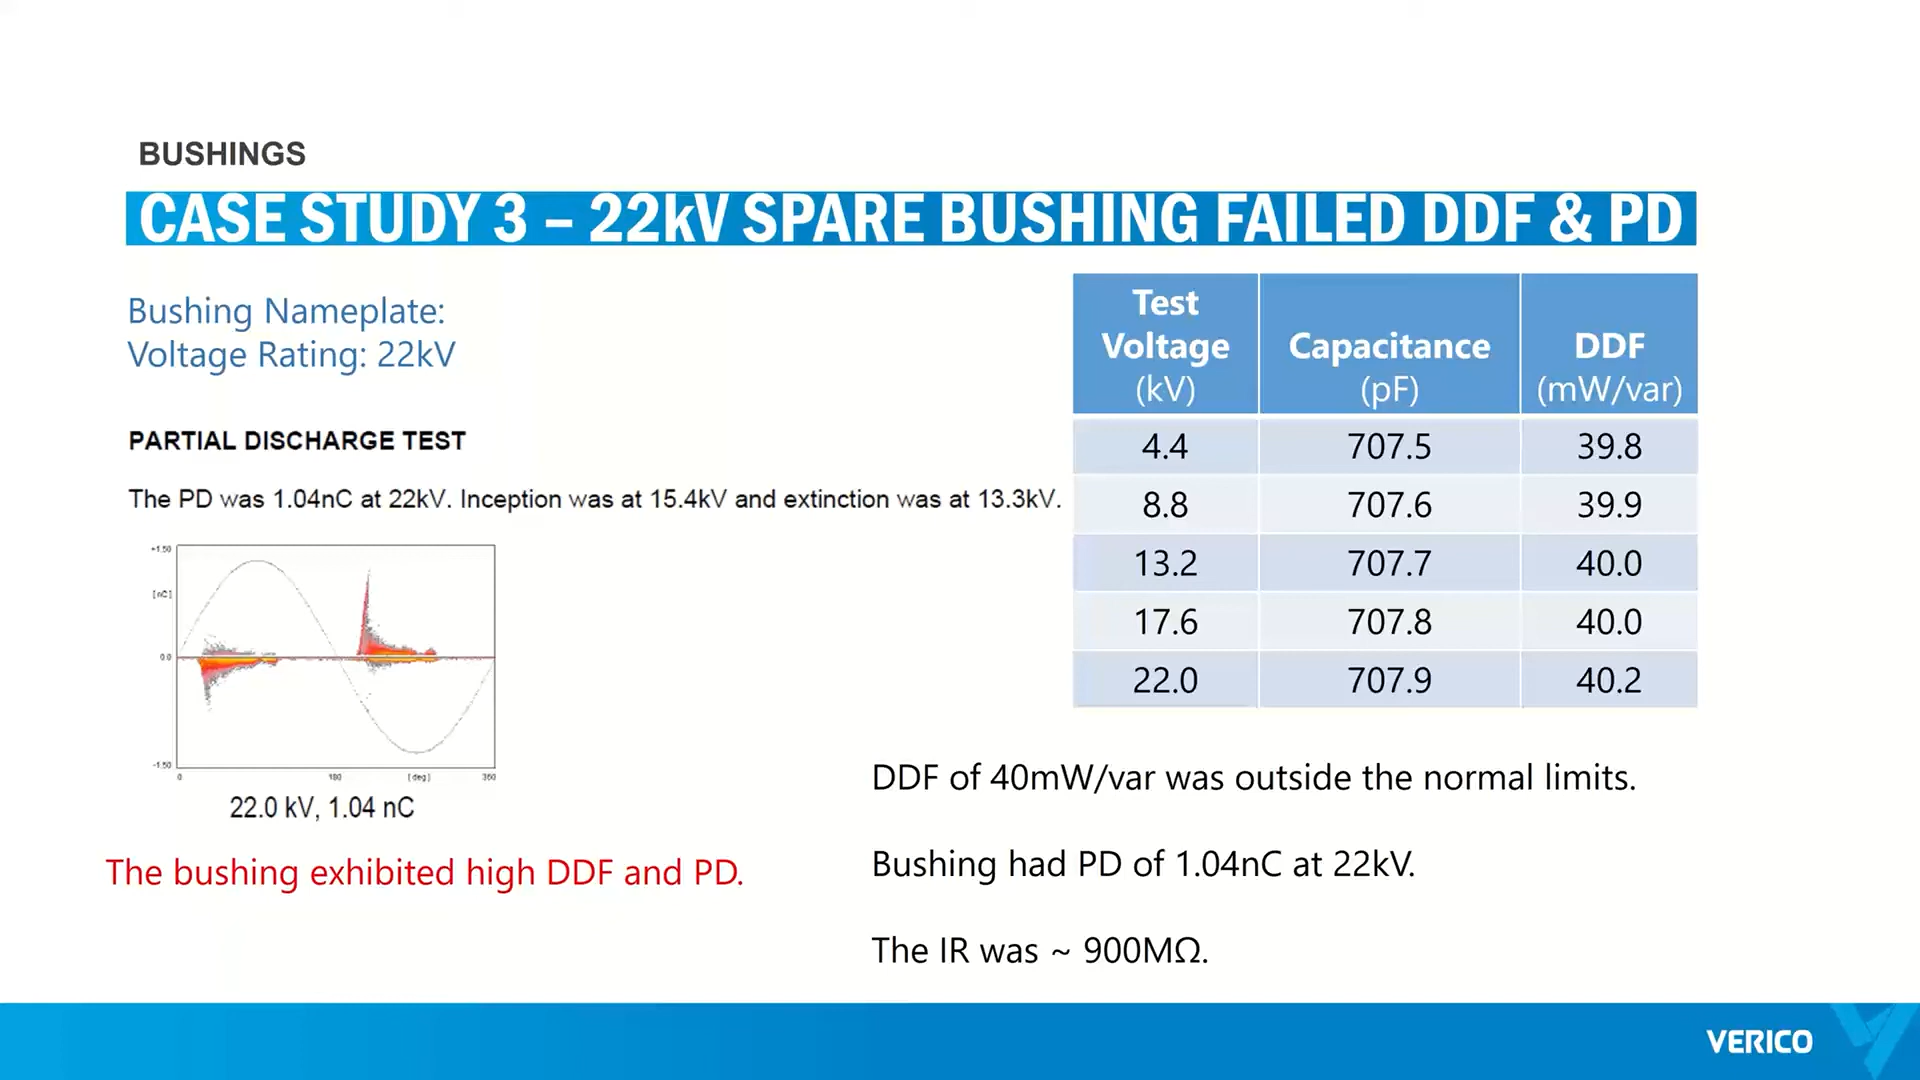 BUSHINGS
CASE STUDY 3 – 22kV SPARE BUSHING FAILED DDF & PD
Bushing Nameplate:
Voltage Rating: 22kV
PARTIAL DISCHARGE TEST
The PD was 1.04nC at 22kV. Inception was at 15.4kV and extinction was at 13.3kV.
+1.50
[nC]
0.0
-1.50
0 180 [deg] 360
22.0 kV, 1.04 nC
The bushing exhibited high DDF and PD.
Test Voltage (kV) Capacitance (pF) DDF (mW/var)
4.4 707.5 39.8
8.8 707.6 39.9
13.2 707.7 40.0
17.6 707.8 40.0
22.0 707.9 40.2
DDF of 40mW/var was outside the normal limits.
Bushing had PD of 1.04nC at 22kV.
The IR was ~ 900MΩ.
VERICO